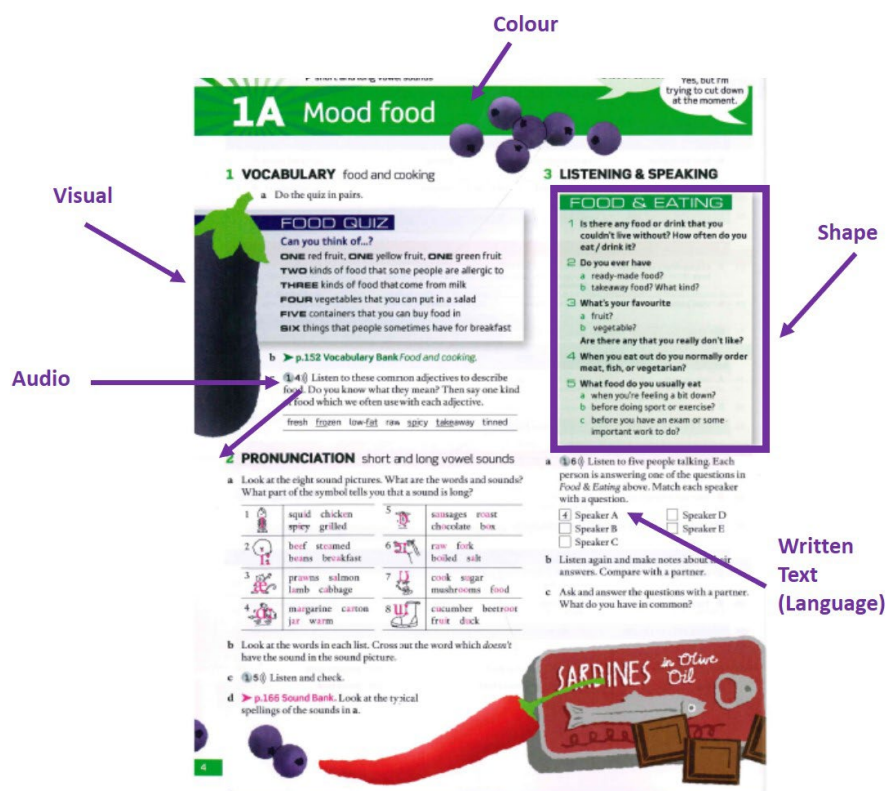 Colour
Visual
Audio
Shape
Written
Text
(Language)
short and long vowel sounds
Yes, but I'm
trying to cut down
at the moment.
1A Mood food
1 VOCABULARY food and cooking
a Do the quiz in pairs.
FOOD QUIZ
Can you think of...?
ONE red fruit, ONE yellow fruit, ONE green fruit
TWO kinds of food that some people are allergic to
THREE kinds of food that come from milk
FOUR vegetables that you can put in a salad
FIVE containers that you can buy food in
SIX things that people sometimes have for breakfast
b ➤ p.152 Vocabulary Bank Food and cooking.
1 4)) Listen to these common adjectives to describe
food. Do you know what they mean? Then say one kind
of food which we often use with each adjective.
fresh frozen low-fat raw spicy takeaway tinned
2 PRONUNCIATION short and long vowel sounds
a Look at the eight sound pictures. What are the words and sounds?
What part of the symbol tells you that a sound is long?
1 squid chicken
spicy grilled
2 beef steamed
beans breakfast
3 prawns salmon
lamb cabbage
4 margarine carton
jar warm
5 sausages roast
chocolate box
6 raw fork
boiled salt
7 cook sugar
mushrooms food
8 cucumber beetroot
fruit duck
b Look at the words in each list. Cross out the word which doesn't
have the sound in the sound picture.
c 1 5)) Listen and check.
d ➤ p.166 Sound Bank. Look at the typical
spellings of the sounds in a.
4
3 LISTENING & SPEAKING
FOOD & EATING
1 Is there any food or drink that you
couldn't live without? How often do you
eat / drink it?
2 Do you ever have
a ready-made food?
b takeaway food? What kind?
3 What's your favourite
a fruit?
b vegetable?
Are there any that you really don't like?
4 When you eat out do you normally order
meat, fish, or vegetarian?
5 What food do you usually eat
a when you're feeling a bit down?
b before doing sport or exercise?
c before you have an exam or some
important work to do?
a 1 6)) Listen to five people talking. Each
person is answering one of the questions in
Food & Eating above. Match each speaker
with a question.
4 Speaker A
Speaker B
Speaker C
Speaker D
Speaker E
b Listen again and make notes about their
answers. Compare with a partner.
c Ask and answer the questions with a partner.
What do you have in common?
SARDINES in Olive
Oil